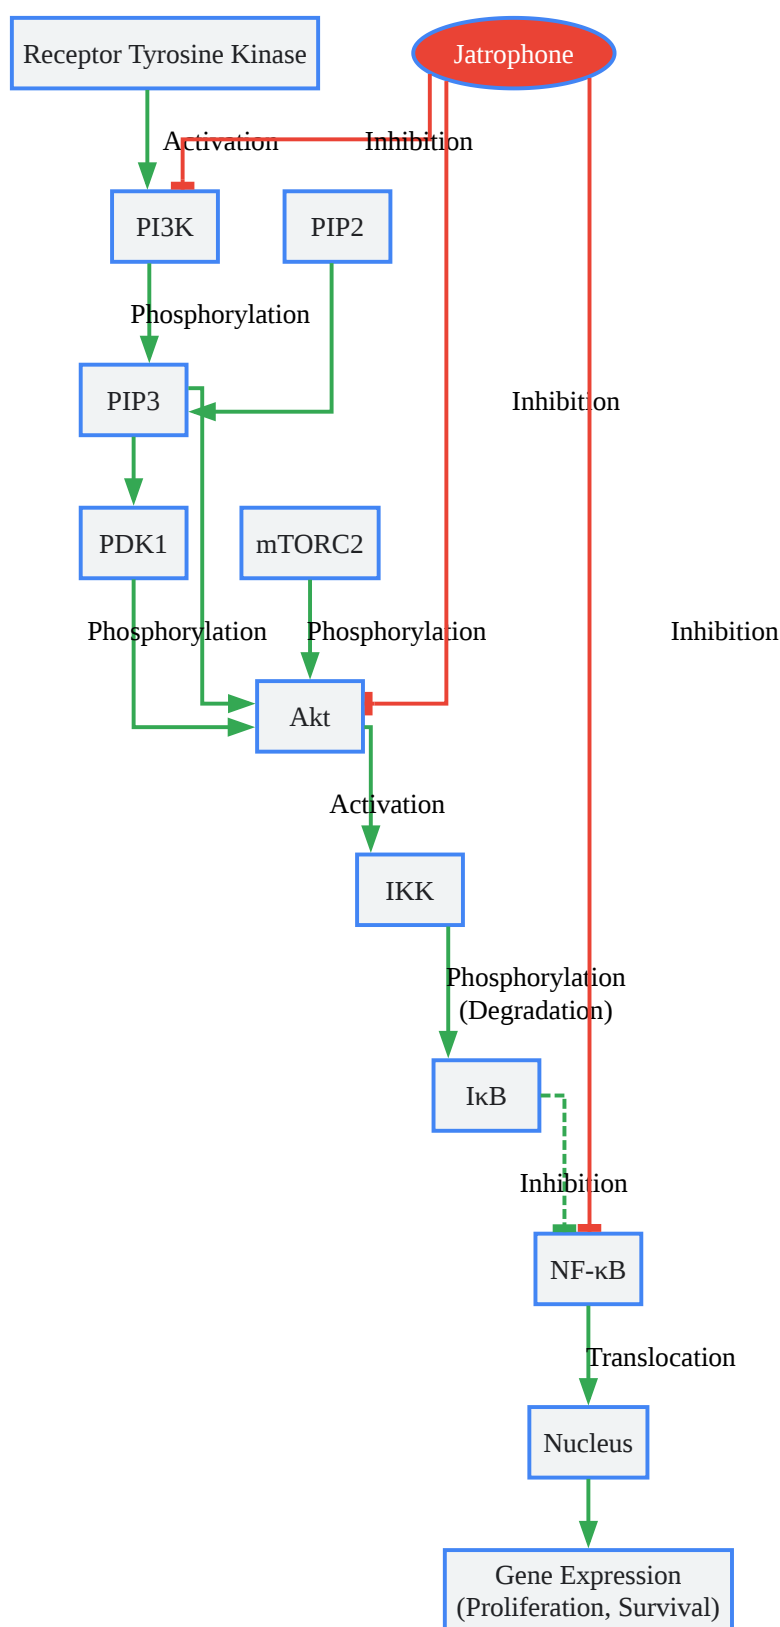 Receptor Tyrosine Kinase
Jatrophone
Activation
Inhibition
PI3K
PIP2
Phosphorylation
PIP3
Inhibition
PDK1
mTORC2
Phosphorylation
Phosphorylation
Inhibition
Akt
Activation
IKK
Phosphorylation
(Degradation)
IκB
Inhibition
NF-κB
Translocation
Nucleus
Gene Expression
(Proliferation, Survival)